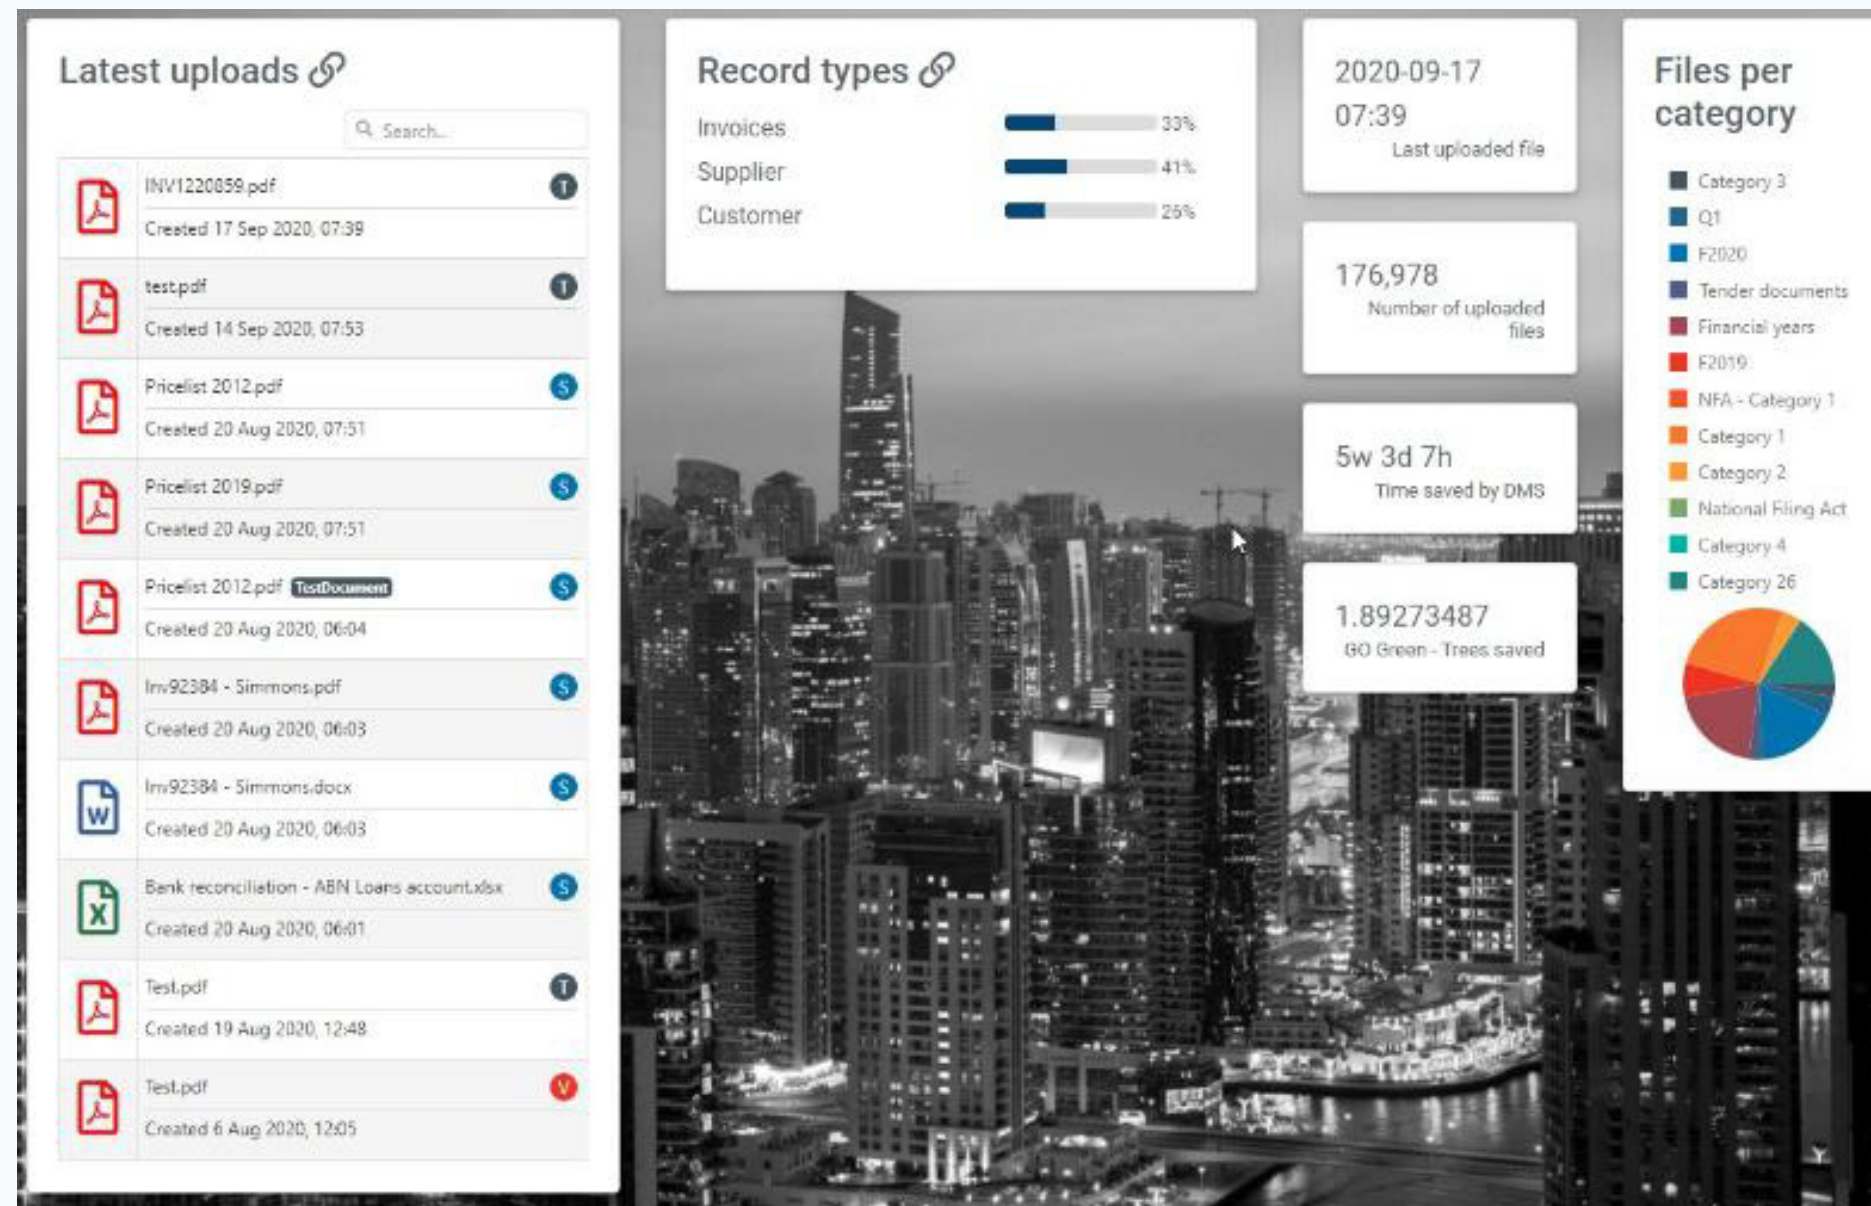 Latest uploads
Search...
INV1220859.pdf
T
Created 17 Sep 2020, 07:39
test.pdf
T
Created 14 Sep 2020, 07:53
Pricelist 2012.pdf
S
Created 20 Aug 2020, 07:51
Pricelist 2019.pdf
S
Created 20 Aug 2020, 07:51
Pricelist 2012.pdf TestDocument
S
Created 20 Aug 2020, 06:04
Inv92384 - Simmons.pdf
S
Created 20 Aug 2020, 06:03
W
Inv92384 - Simmons.docx
S
Created 20 Aug 2020, 06:03
X
Bank reconciliation - ABN Loans account.xlsx
S
Created 20 Aug 2020, 06:01
Test.pdf
T
Created 19 Aug 2020, 12:48
Test.pdf
V
Created 6 Aug 2020, 12:05
Record types
Invoices 33%
Supplier 41%
Customer 26%
2020-09-17
07:39
Last uploaded file
176,978
Number of uploaded
files
5w 3d 7h
Time saved by DMS
1.89273487
GO Green - Trees saved
Files per
category
Category 3
Q1
F2020
Tender documents
Financial years
F2019
NFA - Category 1
Category 1
Category 2
National Filing Act
Category 4
Category 26